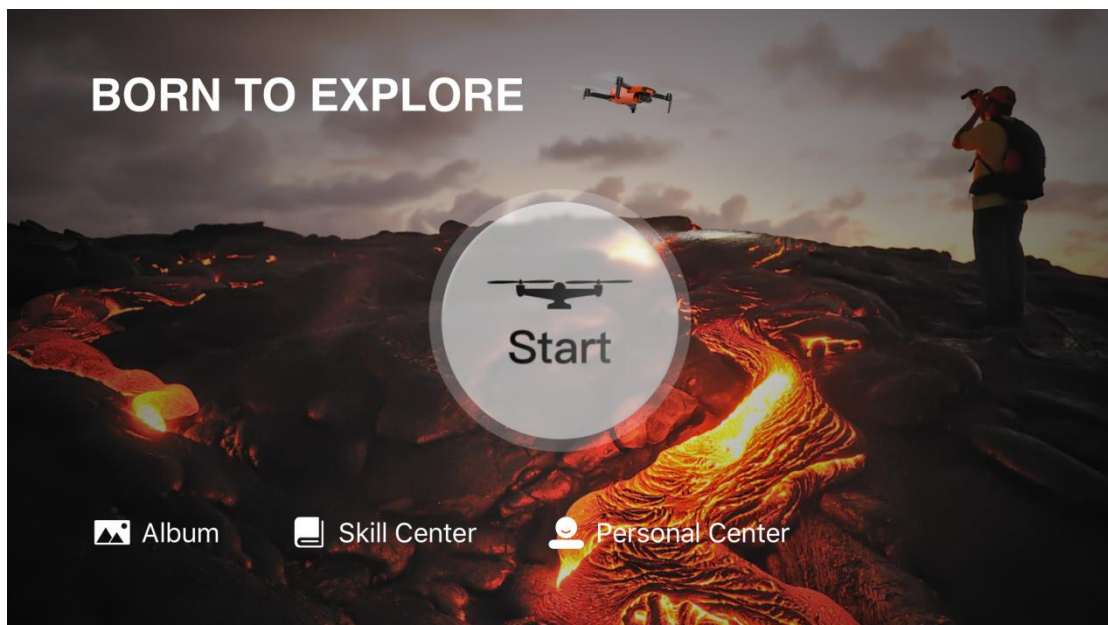 BORN TO EXPLORE
Start
Album
Skill Center
Personal Center